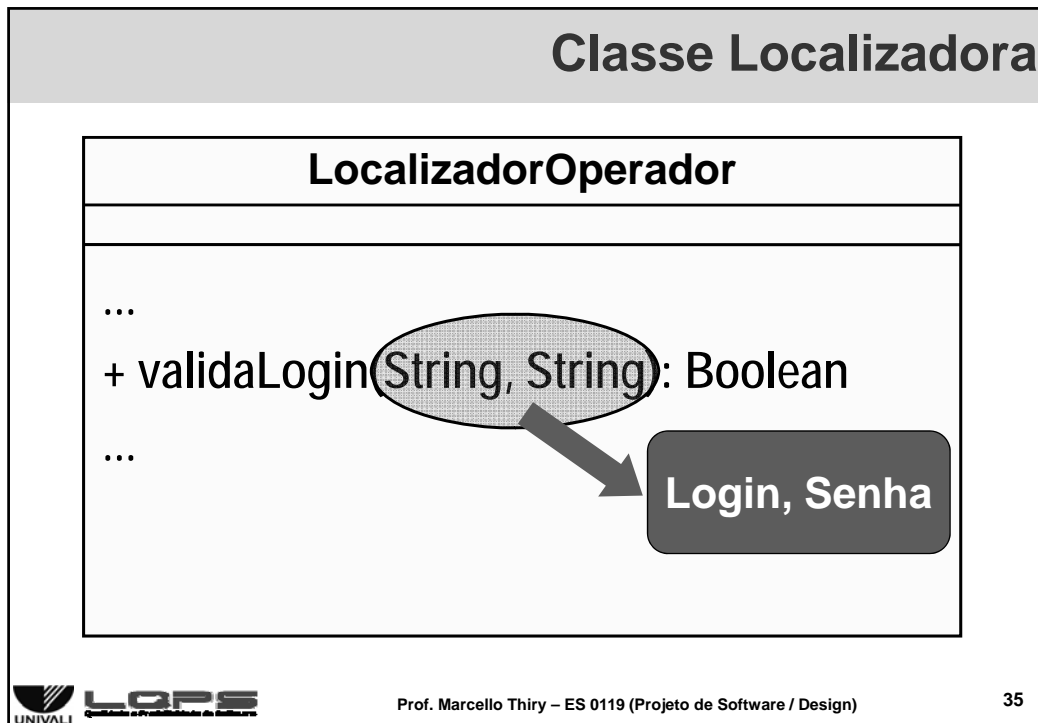 Classe Localizadora
LocalizadorOperador
...
+ validaLogin(String, String): Boolean
...
Login, Senha
UNIVALI
LQPS
Prof. Marcello Thiry – ES 0119 (Projeto de Software / Design)
35